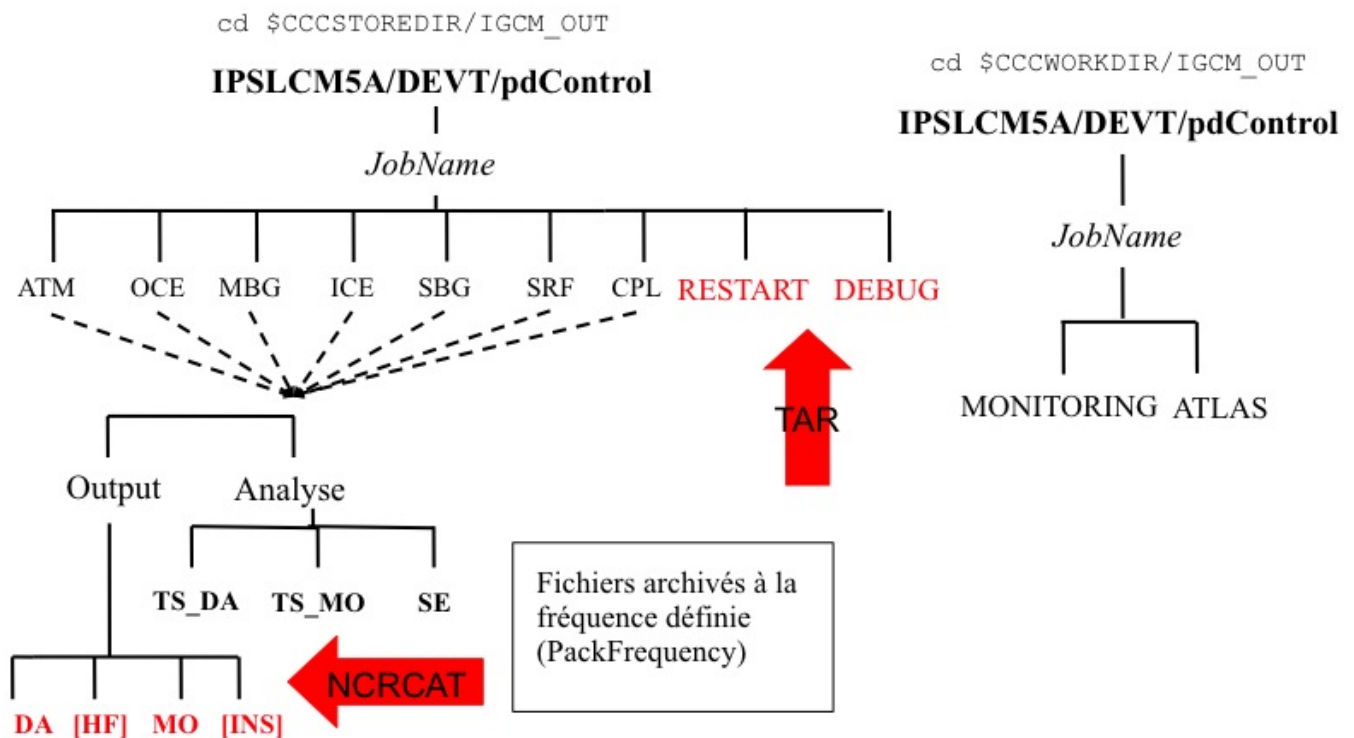 cd $CCCSTOREDIR/IGCM_OUT
IPSLCM5A/DEVT/pdControl
JobName
ATM OCE MBG ICE SBG SRF CPL RESTART DEBUG
TAR
Output Analyse
TS_DA TS_MO SE
NCRCAT
DA [HF] MO [INS]
Fichiers archivés à la
fréquence définie
(PackFrequency)
cd $CCCWORKDIR/IGCM_OUT
IPSLCM5A/DEVT/pdControl
JobName
MONITORING ATLAS